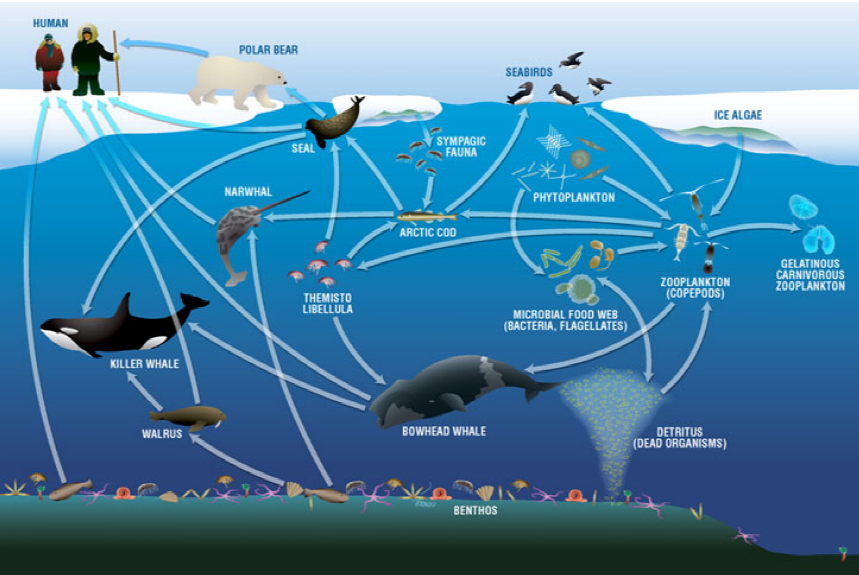 HUMAN
POLAR BEAR
SEABIRDS
ICE ALGAE
SEAL
SYMPAGIC
FAUNA
NARWHAL
PHYTOPLANKTON
ARCTIC COD
GELATINOUS
CARNIVOROUS
ZOOPLANKTON
ZOOPLANKTON
(COPEPODS)
THEMISTO
LIBELLULA
MICROBIAL FOOD WEB
(BACTERIA, FLAGELLATES)
KILLER WHALE
WALRUS
BOWHEAD WHALE
DETRITUS
(DEAD ORGANISMS)
BENTHOS